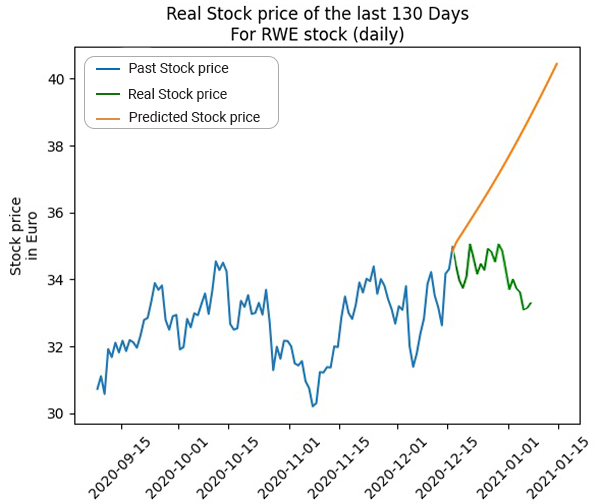 Real Stock price of the last 130 Days
For RWE stock (daily)
Past Stock price
Real Stock price
Predicted Stock price
Stock price
in Euro
40
38
36
34
32
30
2020-09-15
2020-10-01
2020-10-15
2020-11-01
2020-11-15
2020-12-01
2020-12-15
2021-01-01
2021-01-15